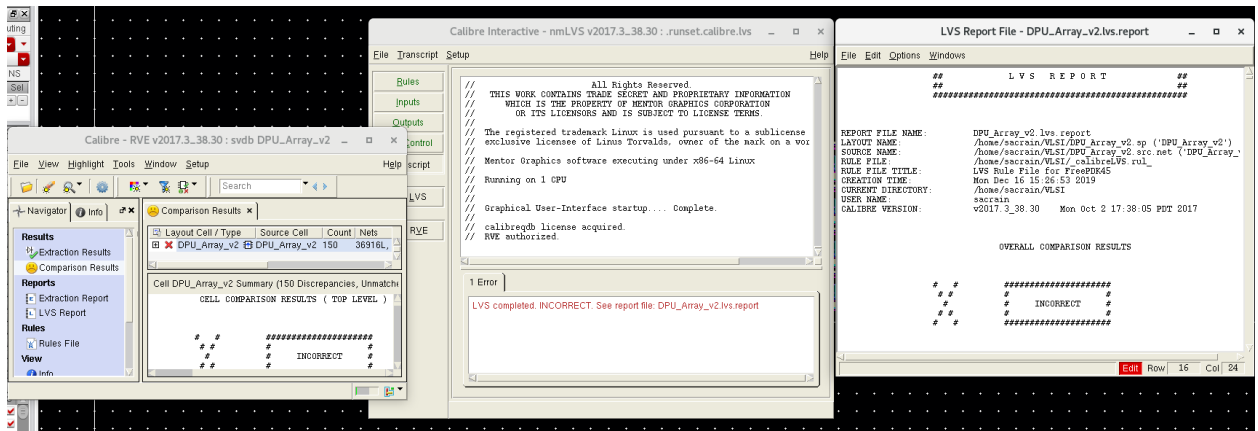 uting
NS
Sel
Calibre - RVE v2017.3_38.30 : svdb DPU_Array_v2
File View Highlight Tools Window Setup Help
Search
Navigator Info
Results
Extraction Results
Comparison Results
Reports
Extraction Report
LVS Report
Rules
Rules File
View
Info
Comparison Results
Layout Cell / Type Source Cell Count Nets
DPU_Array_v2 DPU_Array_v2 150 36916L,
Cell DPU_Array_v2 Summary (150 Discrepancies, Unmatche
CELL COMPARISON RESULTS ( TOP LEVEL )
# # #####################
# # # #
# # INCORRECT #
# # # #
Calibre Interactive - nmLVS v2017.3_38.30 : .runset.calibre.lvs
File Transcript Setup Help
Rules
Inputs
Outputs
Control
script
LVS
RVE
// All Rights Reserved.
// THIS WORK CONTAINS TRADE SECRET AND PROPRIETARY INFORMATION
// WHICH IS THE PROPERTY OF MENTOR GRAPHICS CORPORATION
// OR ITS LICENSORS AND IS SUBJECT TO LICENSE TERMS.
//
// The registered trademark Linux is used pursuant to a sublicense
// exclusive licensee of Linus Torvalds, owner of the mark on a wor
//
// Mentor Graphics software executing under x86-64 Linux
//
// Running on 1 CPU
//
//
// Graphical User-Interface startup.... Complete.
//
// calibreqdb license acquired.
// RVE authorized.
1 Error
LVS completed. INCORRECT. See report file: DPU_Array_v2.lvs.report
LVS Report File - DPU_Array_v2.lvs.report
File Edit Options Windows
## L V S R E P O R T ##
## ##
##################################################
REPORT FILE NAME: DPU_Array_v2.lvs.report
LAYOUT NAME: /home/sacrain/VLSI/DPU_Array_v2.sp ('DPU_Array_v2')
SOURCE NAME: /home/sacrain/VLSI/DPU_Array_v2.src.net ('DPU_Array_v
RULE FILE: /home/sacrain/VLSI/_calibreLVS.rul_
RULE FILE TITLE: LVS Rule File for FreePDK45
CREATION TIME: Mon Dec 16 15:26:53 2019
CURRENT DIRECTORY: /home/sacrain/VLSI
USER NAME: sacrain
CALIBRE VERSION: v2017.3_38.30 Mon Oct 2 17:38:05 PDT 2017
OVERALL COMPARISON RESULTS
# # #####################
# # # #
# # INCORRECT #
# # # #
# # #####################
Edit Row 16 Col 24